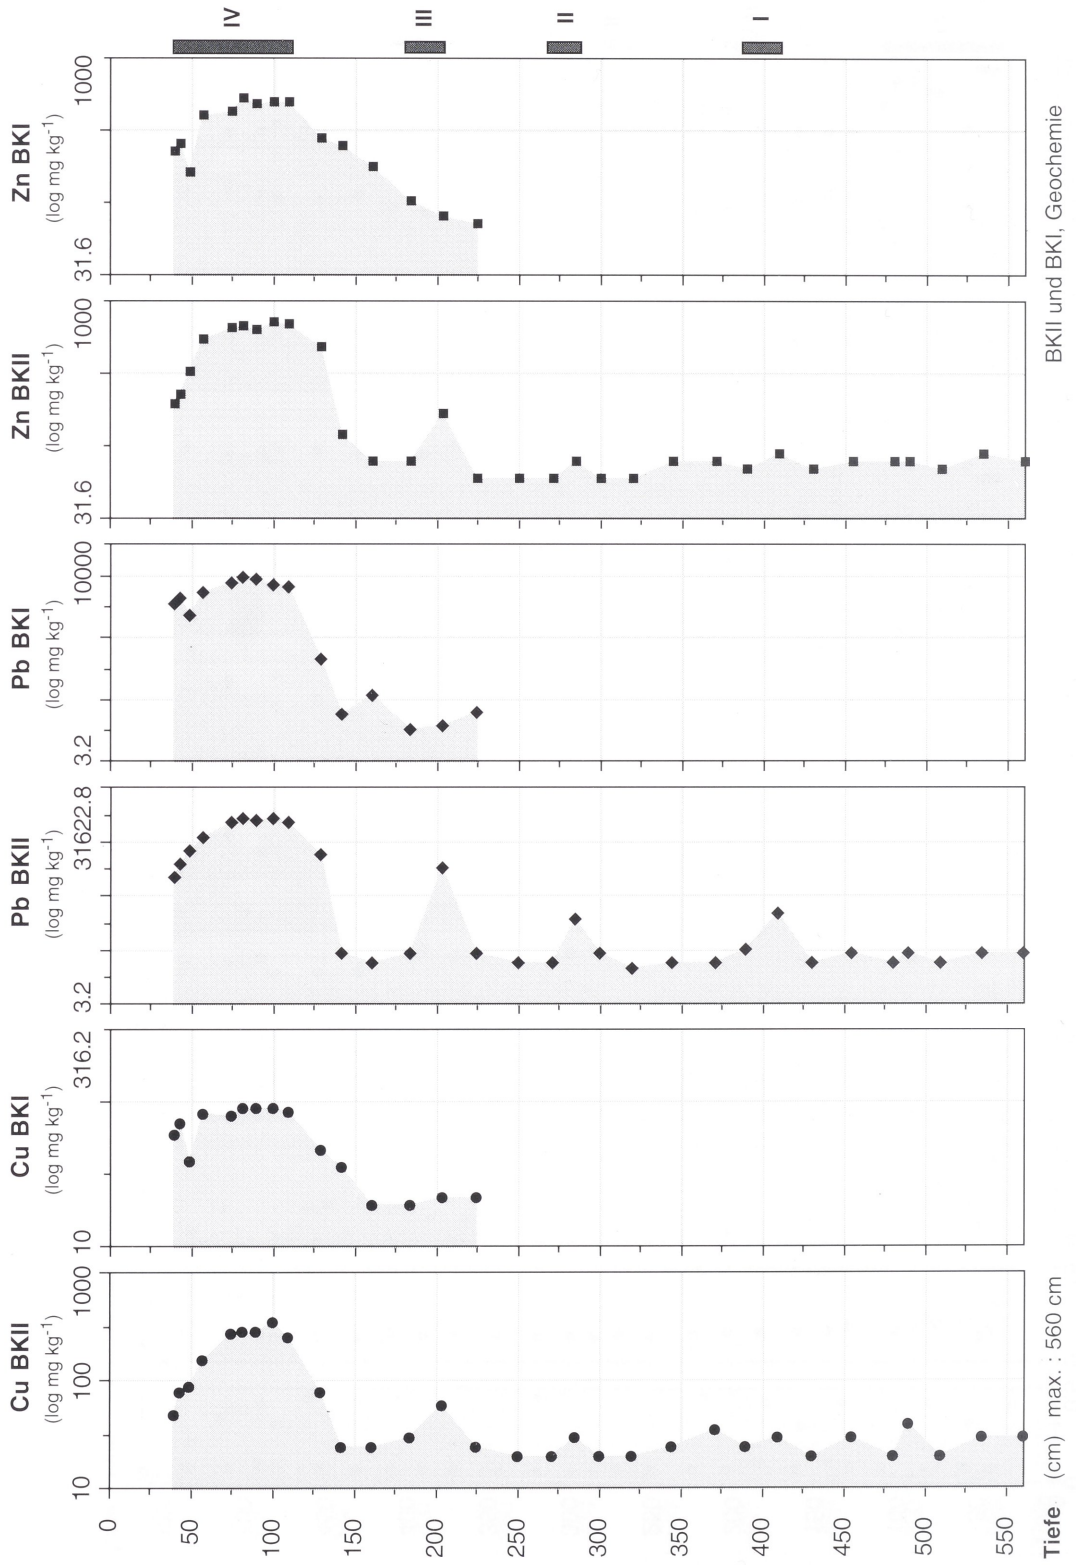 IV
III
II
I
Zn BKI
(log mg kg⁻¹)
1000
31.6
Zn BKII
(log mg kg⁻¹)
1000
31.6
Pb BKI
(log mg kg⁻¹)
10000
3.2
Pb BKII
(log mg kg⁻¹)
31622.8
3.2
Cu BKI
(log mg kg⁻¹)
316.2
10
Cu BKII
(log mg kg⁻¹)
1000
100
10
0
50
100
150
200
250
300
350
400
450
500
550
Tiefe (cm) max. : 560 cm
BKII und BKI, Geochemie